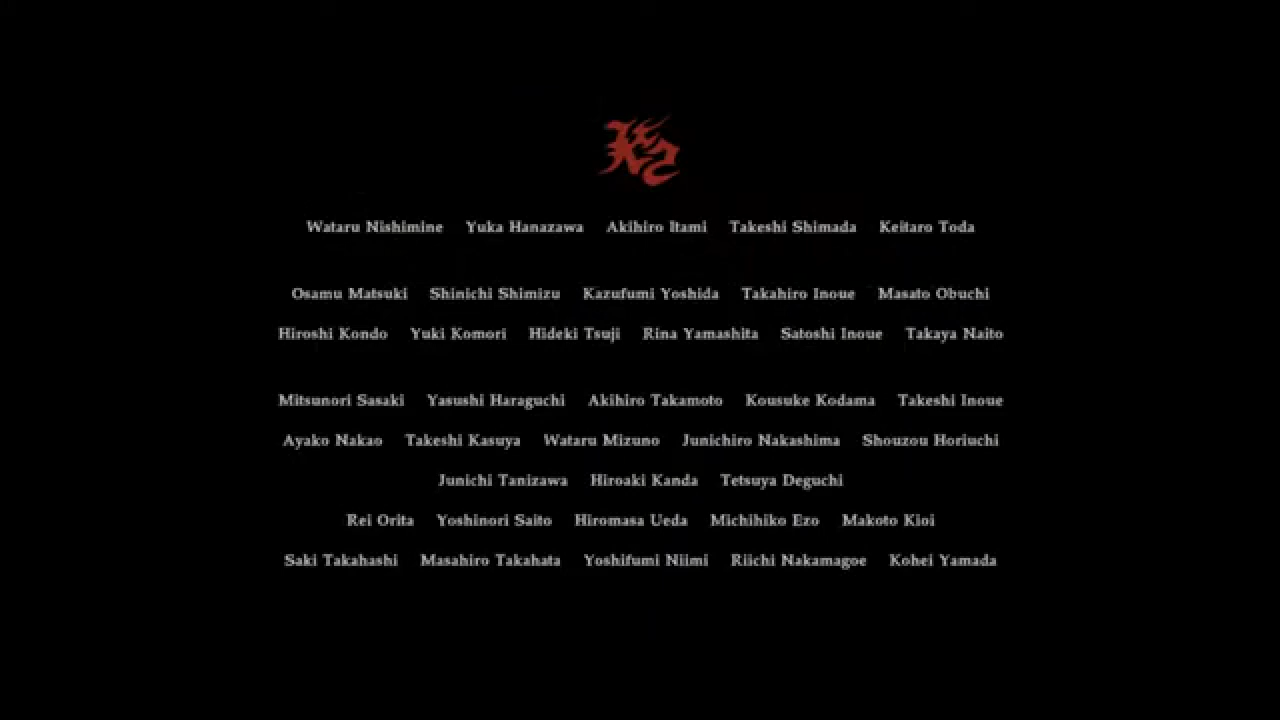 K2
Wataru Nishimine Yuka Hanazawa Akihiro Itami Takeshi Shimada Keitaro Toda
Osamu Matsuki Shinichi Shimizu Kazufumi Yoshida Takahiro Inoue Masato Obuchi
Hiroshi Kondo Yuki Komori Hideki Tsuji Rina Yamashita Satoshi Inoue Takaya Naito
Mitsunori Sasaki Yasushi Haraguchi Akihiro Takamoto Kousuke Kodama Takeshi Inoue
Ayako Nakao Takeshi Kasuya Wataru Mizuno Junichiro Nakashima Shouzou Horiuchi
Junichi Tanizawa Hiroaki Kanda Tetsuya Deguchi
Rei Orita Yoshinori Saito Hiromasa Ueda Michihiko Ezo Makoto Kioi
Saki Takahashi Masahiro Takahata Yoshifumi Niimi Riichi Nakamagoe Kohei Yamada